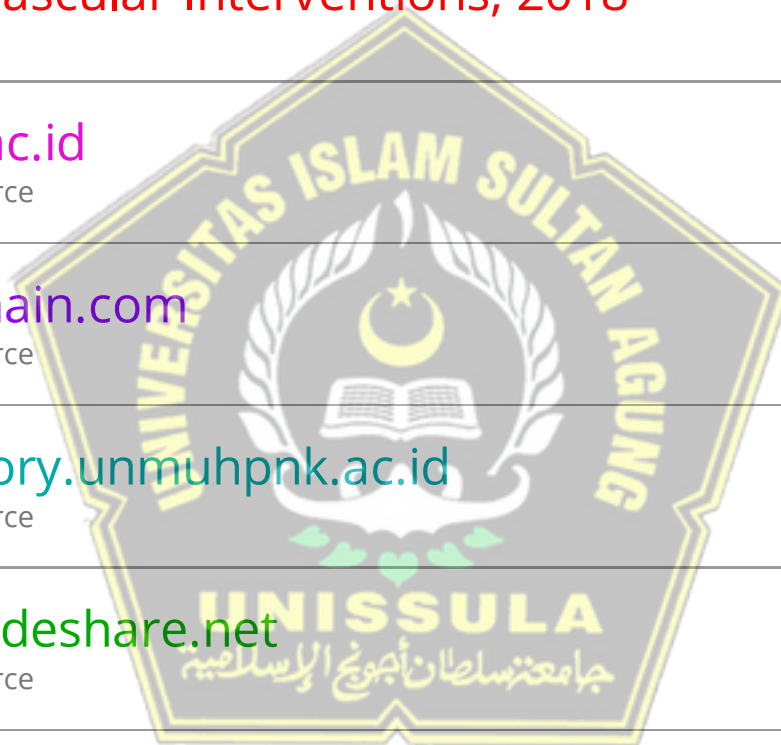 ascular Interventions, 2018
ac.id
rce
UNIVERSITAS ISLAM SULTAN AGUNG
ain.com
rce
ory.unmuhpnk.ac.id
rce
UNISSULA
deshare.net
جامعة سلطان أجونج الإسلامية
rce